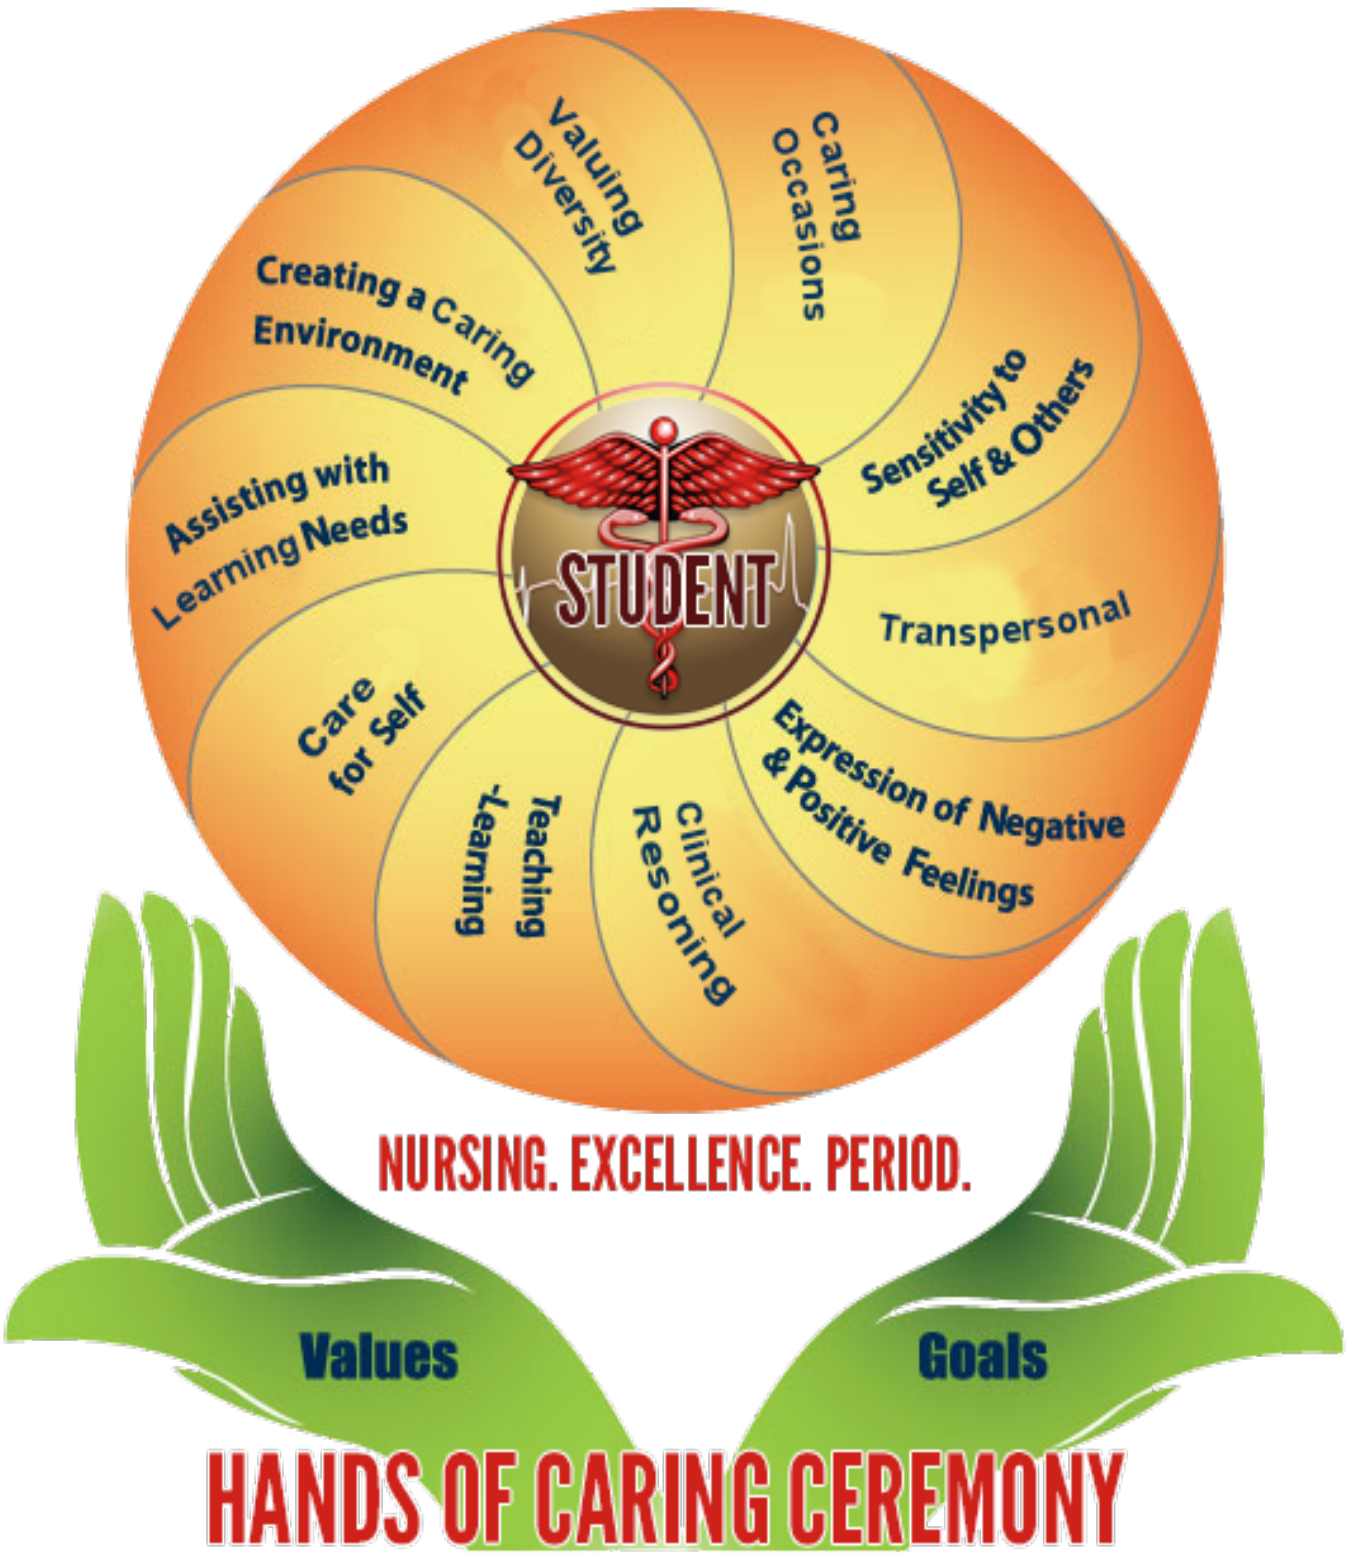 Valuing
Diversity
Caring
Occasions
Sensitivity to
Self & Others
Transpersonal
Expression of Negative
& Positive Feelings
Clinical
Resoning
Teaching
-Learning
Care
for Self
Assisting with
Learning Needs
Creating a Caring
Environment
STUDENT
NURSING. EXCELLENCE. PERIOD.
Values
Goals
HANDS OF CARING CEREMONY